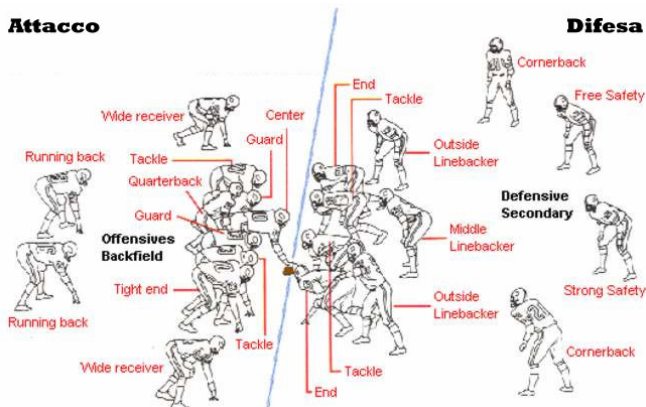 Attacco
Difesa
Cornerback
End
Tackle
Free Safety
Wide receiver
Center
Guard
Outside
Linebacker
Running back
Tackle
Quarterback
Guard
Offensives
Backfield
Defensive
Secondary
Middle
Linebacker
Tight end
Strong Safety
Outside
Linebacker
Running back
Tackle
Wide receiver
Tackle
End
Cornerback